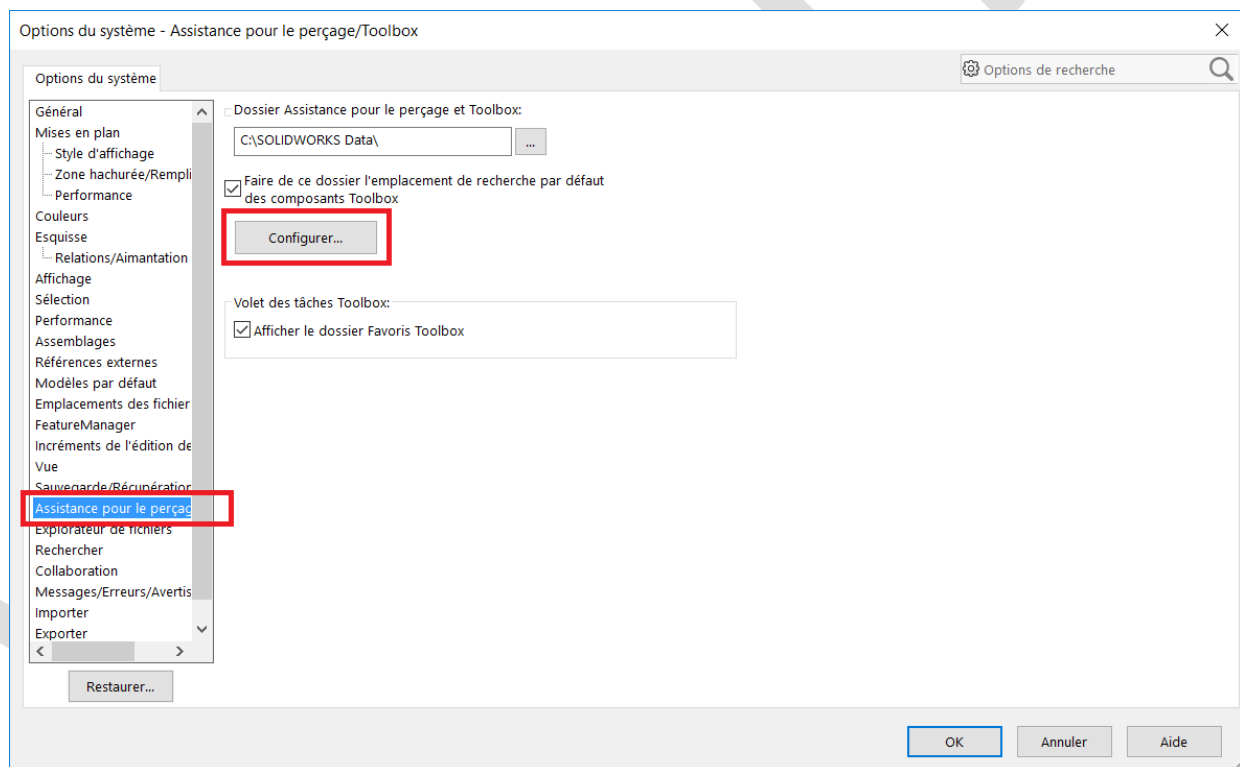 Options du système - Assistance pour le perçage/Toolbox
Options du système
Options de recherche
Général
Mises en plan
Style d'affichage
Zone hachurée/Rempli
Performance
Couleurs
Esquisse
Relations/Aimantation
Affichage
Sélection
Performance
Assemblages
Références externes
Modèles par défaut
Emplacements des fichier
FeatureManager
Incréments de l'édition de
Vue
Sauvegarde/Récupération
Assistance pour le perçag
Explorateur de fichiers
Rechercher
Collaboration
Messages/Erreurs/Avertis
Importer
Exporter
Restaurer...
Dossier Assistance pour le perçage et Toolbox:
C:\SOLIDWORKS Data\
...
Faire de ce dossier l'emplacement de recherche par défaut
des composants Toolbox
Configurer...
Volet des tâches Toolbox:
Afficher le dossier Favoris Toolbox
OK
Annuler
Aide